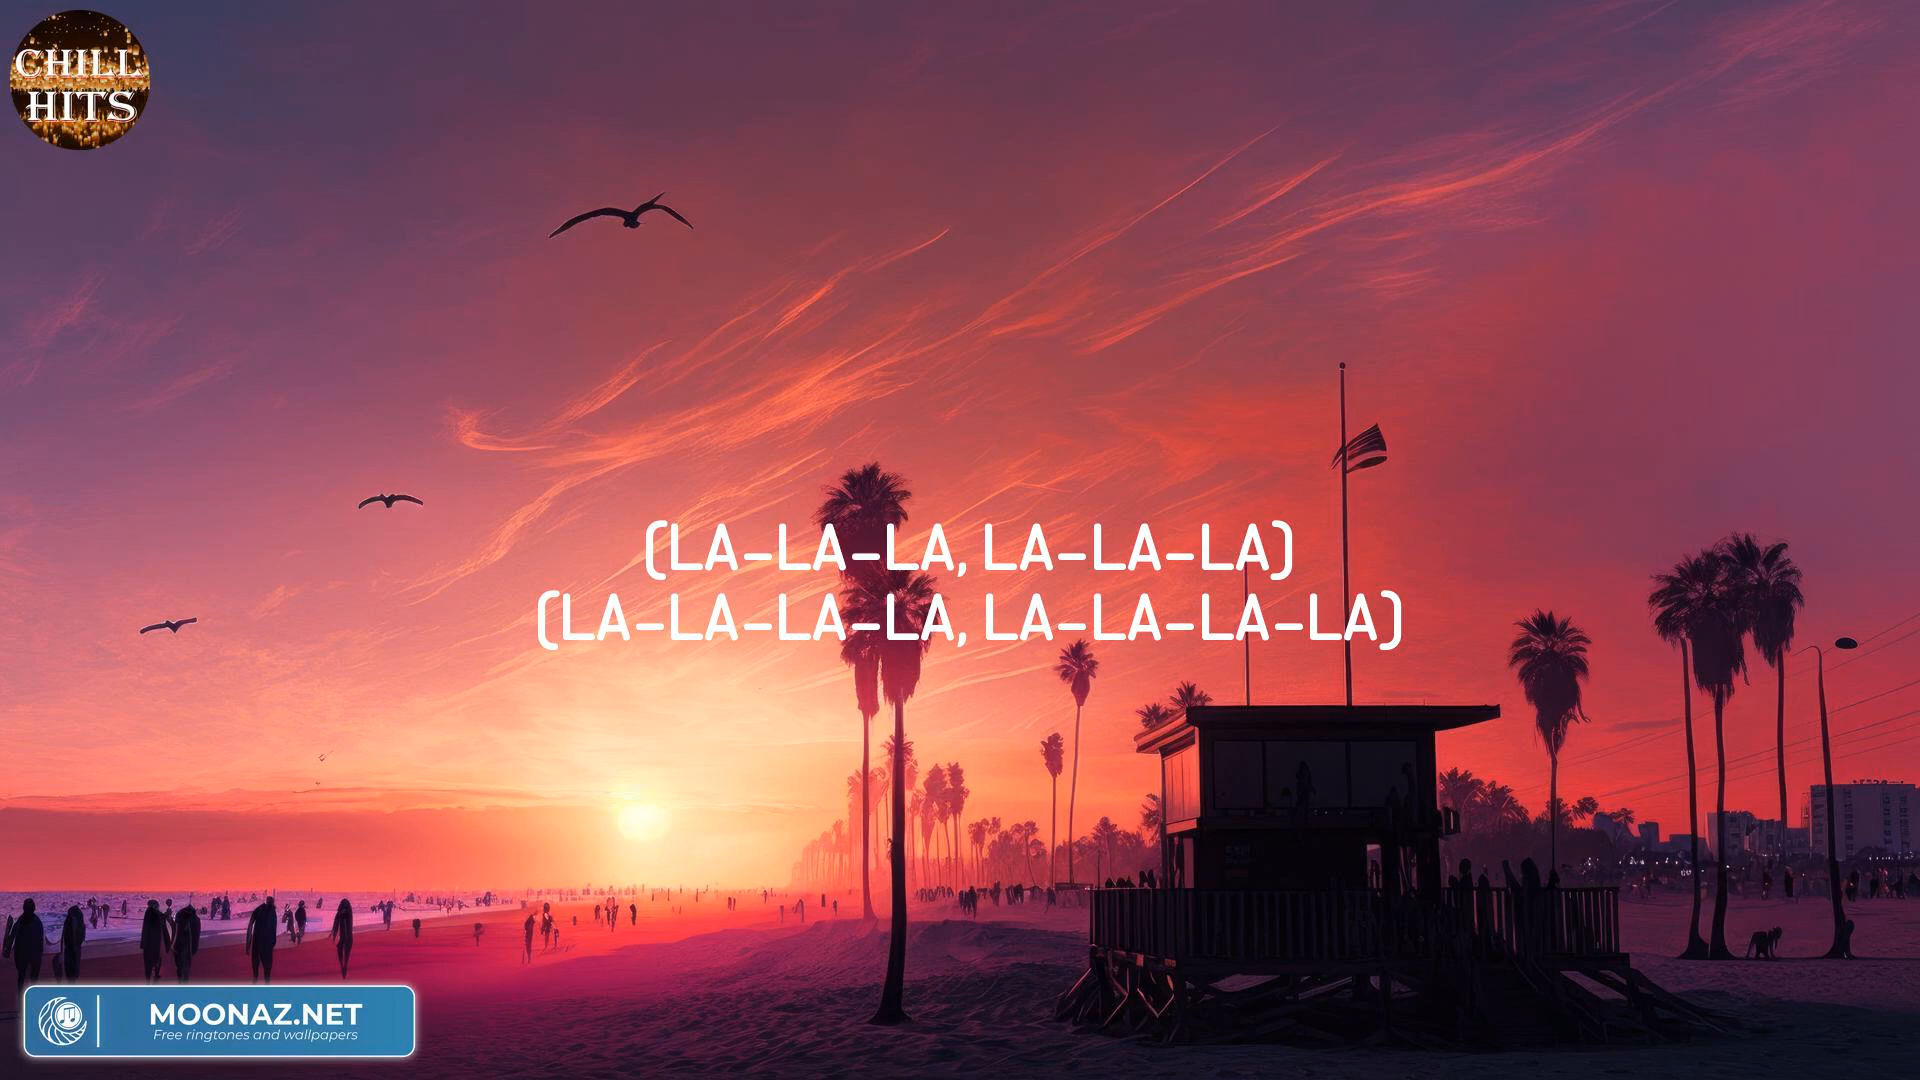 CHILL
HITS
(LA-LA-LA, LA-LA-LA)
(LA-LA-LA-LA, LA-LA-LA-LA)
MOONAZ.NET
Free ringtones and wallpapers